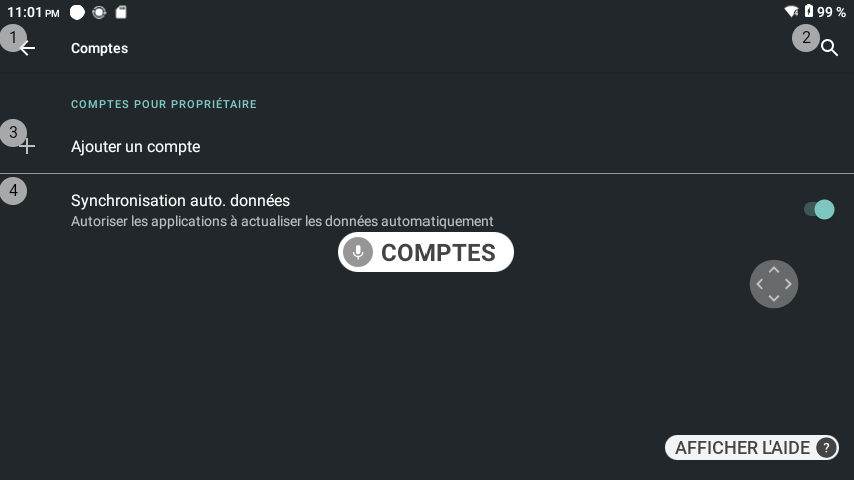 11:01 PM
99 %
1
Comptes
2
COMPTES POUR PROPRIÉTAIRE
3
Ajouter un compte
4
Synchronisation auto. données
Autoriser les applications à actualiser les données automatiquement
COMPTES
AFFICHER L'AIDE ?